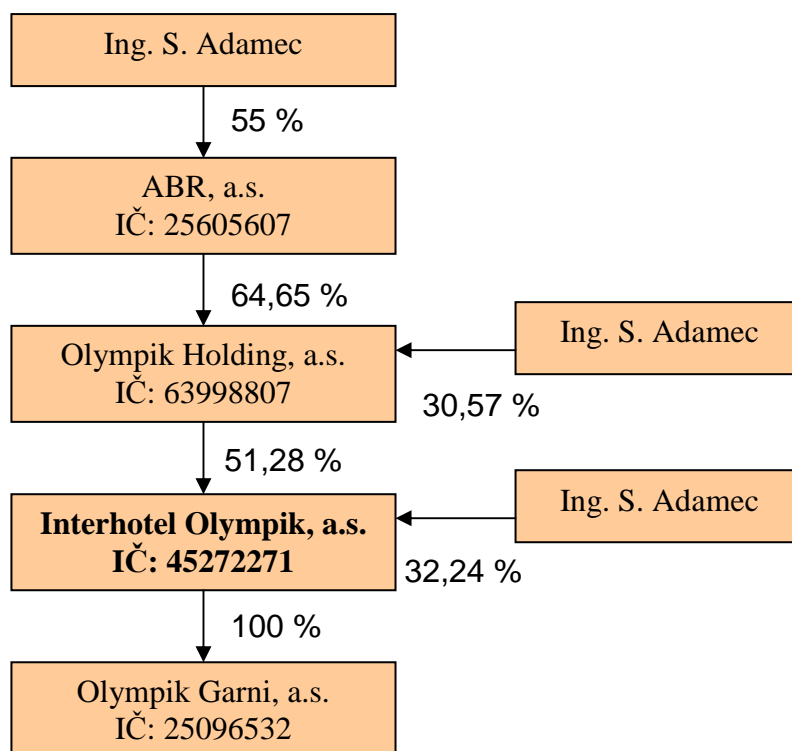 Ing. S. Adamec
55 %
ABR, a.s.
IČ: 25605607
64,65 %
Ing. S. Adamec
Olympik Holding, a.s.
IČ: 63998807
30,57 %
51,28 %
Ing. S. Adamec
Interhotel Olympik, a.s.
IČ: 45272271
32,24 %
100 %
Olympik Garni, a.s.
IČ: 25096532